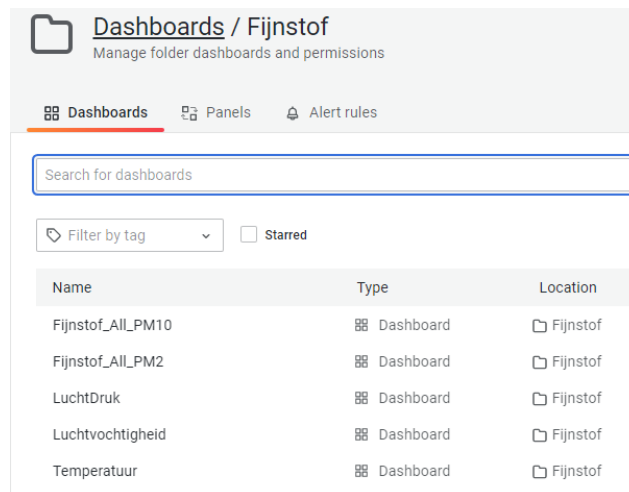 Dashboards / Fijnstof
Manage folder dashboards and permissions
Dashboards Panels Alert rules
Search for dashboards
Filter by tag Starred
Name Type Location
Fijnstof_All_PM10 Dashboard Fijnstof
Fijnstof_All_PM2 Dashboard Fijnstof
LuchtDruk Dashboard Fijnstof
Luchtvochtigheid Dashboard Fijnstof
Temperatuur Dashboard Fijnstof